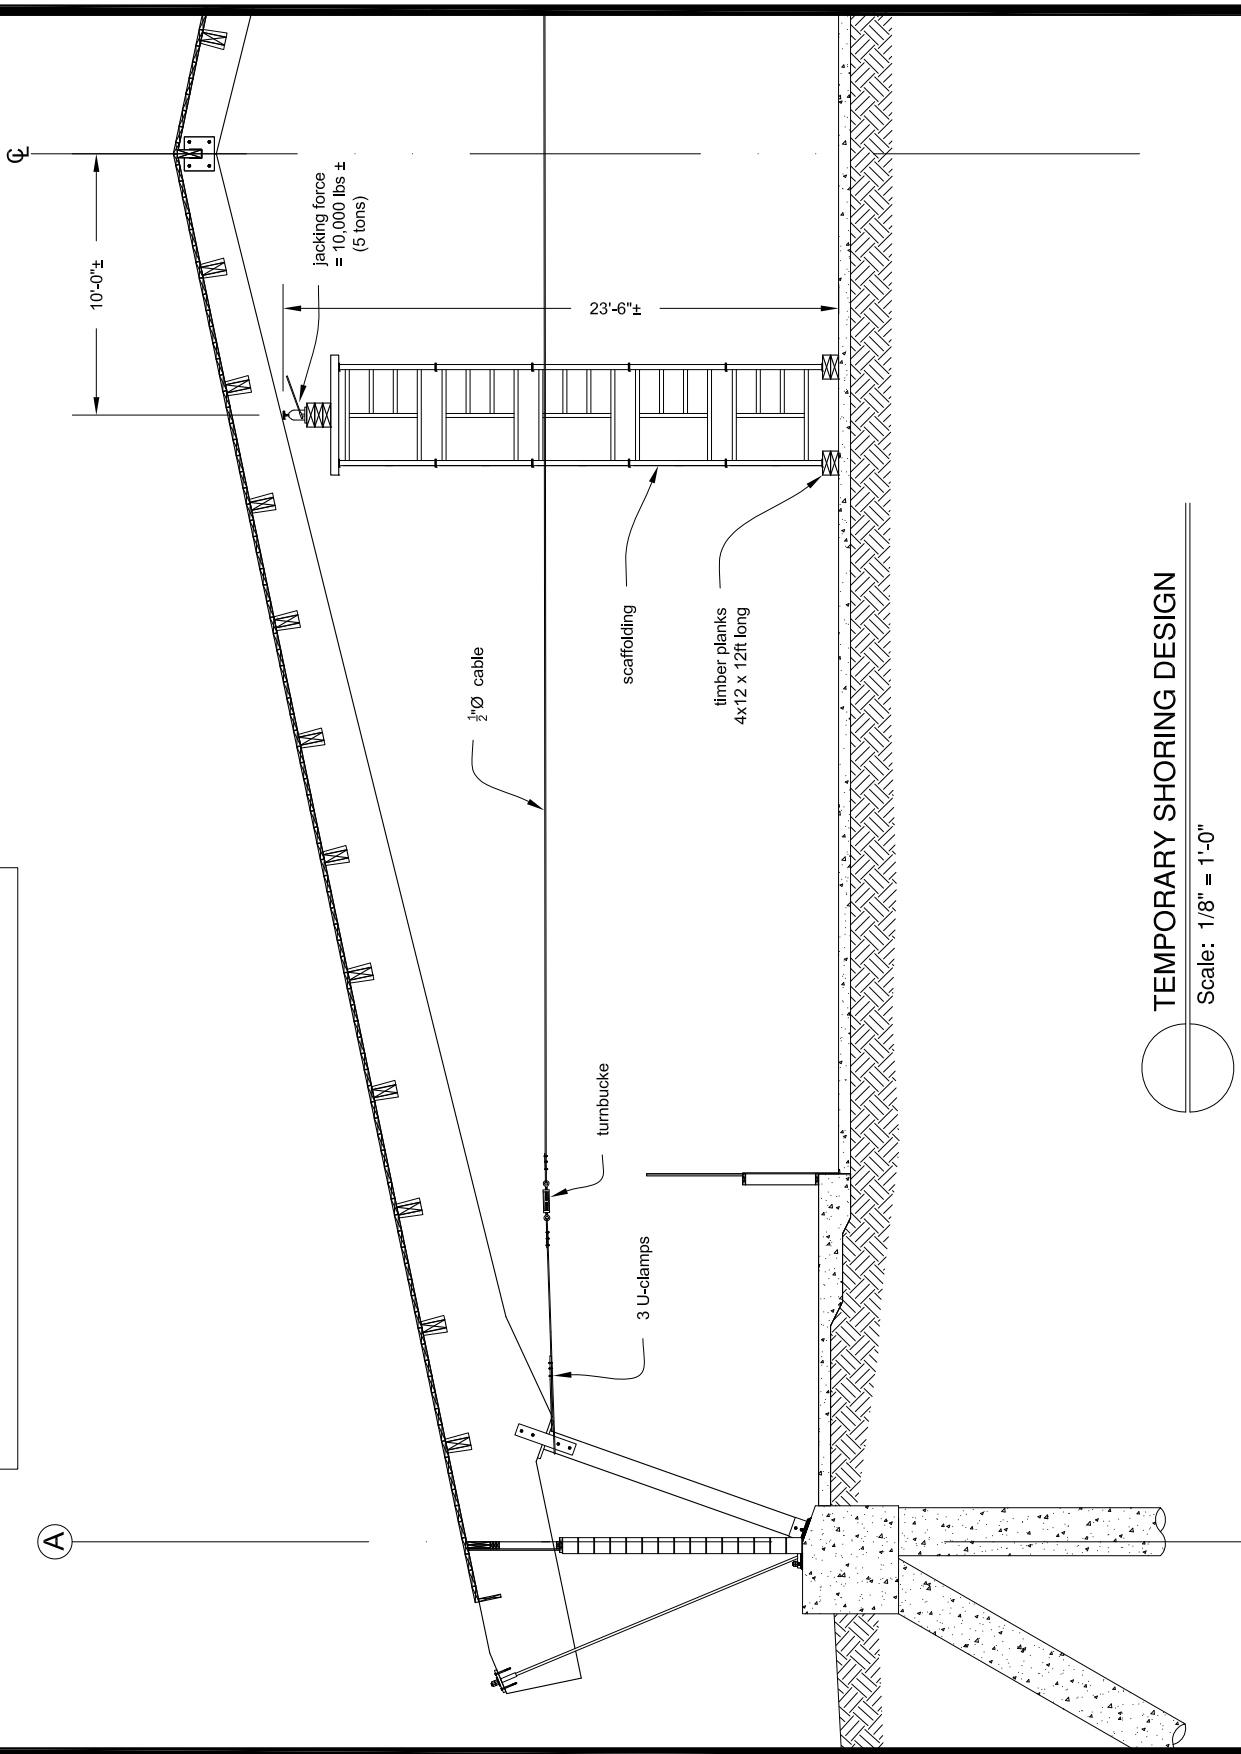 ℄
10'-0"±
jacking force
= 10,000 lbs ±
(5 tons)
23'-6"±
½"Ø cable
scaffolding
timber planks
4x12 x 12ft long
turnbucke
3 U-clamps
A
TEMPORARY SHORING DESIGN
Scale: 1/8" = 1'-0"